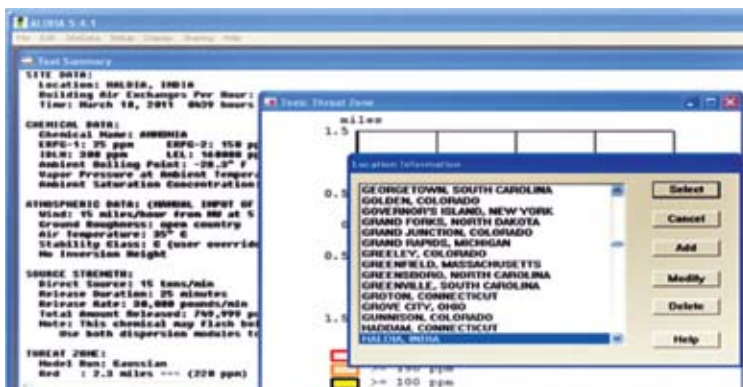 ALOHA 5.4.1
File Edit SiteData Setup Display Sharing Help
Text Summary
SITE DATA:
Location: HALDIA, INDIA
Building Air Exchanges Per Hour:
Time: March 10, 2011 hours
CHEMICAL DATA:
Chemical Name: AMMONIA
ERPG-1: 25 ppm ERPG-2: 150 pp
IDLH: 300 ppm LEL: pp
Ambient Boiling Point: ° F
Vapor Pressure at Ambient Tempera
Ambient Saturation Concentration:
ATMOSPHERIC DATA: (MANUAL INPUT OF
Wind: 15 miles/hour from NW at 5
Ground Roughness: open country
Air Temperature: 35° C
Stability Class: C (user override
No Inversion Height
SOURCE STRENGTH:
Direct Source: 15 tons/min
Release Duration: 25 minutes
Release Rate: 30,000 pounds/min
Total Amount Released: 749,999 p
Note: This chemical may flash boi
Use both dispersion modules to
THREAT ZONE:
Model Run: Gaussian
Red : 2.3 miles --- (220 ppm)
Toxic Threat Zone
miles
1.5
0.5
0
0.5
1.5
>= 150 ppm
>= 100 ppm
Location Information
GEORGETOWN, SOUTH CAROLINA
GOLDEN, COLORADO
GOVERNOR'S ISLAND, NEW YORK
GRAND FORKS, NORTH DAKOTA
GRAND JUNCTION, COLORADO
GRAND RAPIDS, MICHIGAN
GREELEY, COLORADO
GREENFIELD, MASSACHUSETTS
GREENSBORO, NORTH CAROLINA
GREENVILLE, SOUTH CAROLINA
GROTON, CONNECTICUT
GROVE CITY, OHIO
GUNNISON, COLORADO
HADDAM, CONNECTICUT
HALDIA, INDIA
Select
Cancel
Add
Modify
Delete
Help